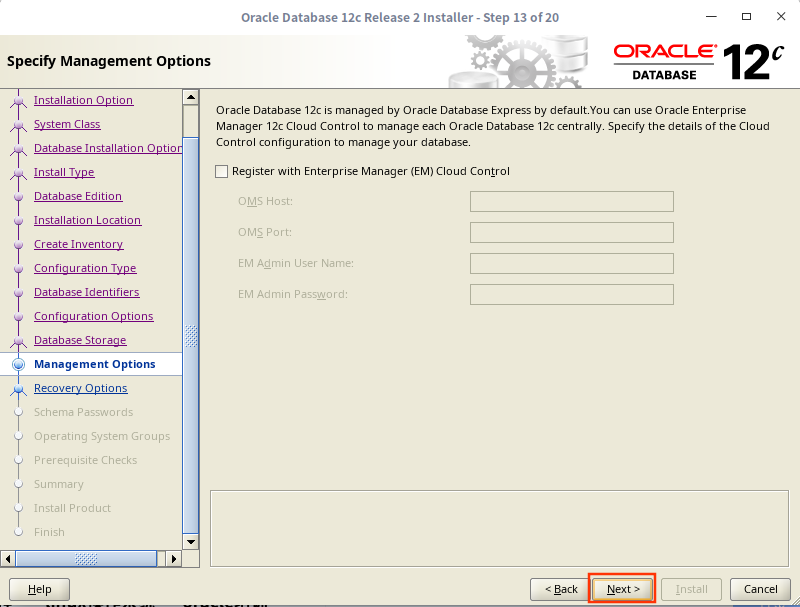 Oracle Database 12c Release 2 Installer - Step 13 of 20
Specify Management Options
ORACLE
DATABASE
12c
Installation Option
System Class
Database Installation Option
Install Type
Database Edition
Installation Location
Create Inventory
Configuration Type
Database Identifiers
Configuration Options
Database Storage
Management Options
Recovery Options
Schema Passwords
Operating System Groups
Prerequisite Checks
Summary
Install Product
Finish
Oracle Database 12c is managed by Oracle Database Express by default.You can use Oracle Enterprise
Manager 12c Cloud Control to manage each Oracle Database 12c centrally. Specify the details of the Cloud
Control configuration to manage your database.
Register with Enterprise Manager (EM) Cloud Control
OMS Host:
OMS Port:
EM Admin User Name:
EM Admin Password:
Help
< Back
Next >
Install
Cancel